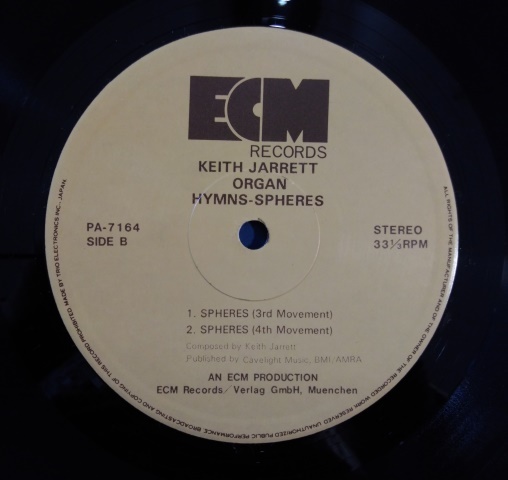 ECM
RECORDS
KEITH JARRETT
ORGAN
HYMNS-SPHERES
PA-7164
SIDE B
STEREO
33⅓RPM
1. SPHERES (3rd Movement)
2. SPHERES (4th Movement)
Composed by Keith Jarrett
Published by Cavelight Music, BMI/AMRA
AN ECM PRODUCTION
ECM Records/Verlag GmbH, Muenchen
ALL RIGHTS OF THE MANUFACTURER AND OF THE OWNER OF THE RECORDED WORK RESERVED UNAUTHORISED PUBLIC PERFORMANCE BROADCASTING AND COPYING OF THIS RECORD PROHIBITED MADE BY TRIO ELECTRONICS INC. JAPAN.